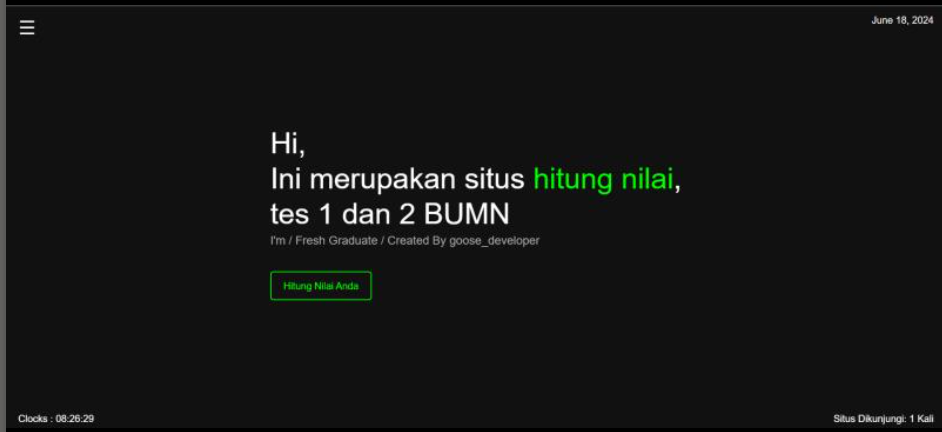 ☰
June 18, 2024
Hi,
Ini merupakan situs hitung nilai,
tes 1 dan 2 BUMN
I'm / Fresh Graduate / Created By goose_developer
Hitung Nilai Anda
Clocks : 08:26:29
Situs Dikunjungi: 1 Kali